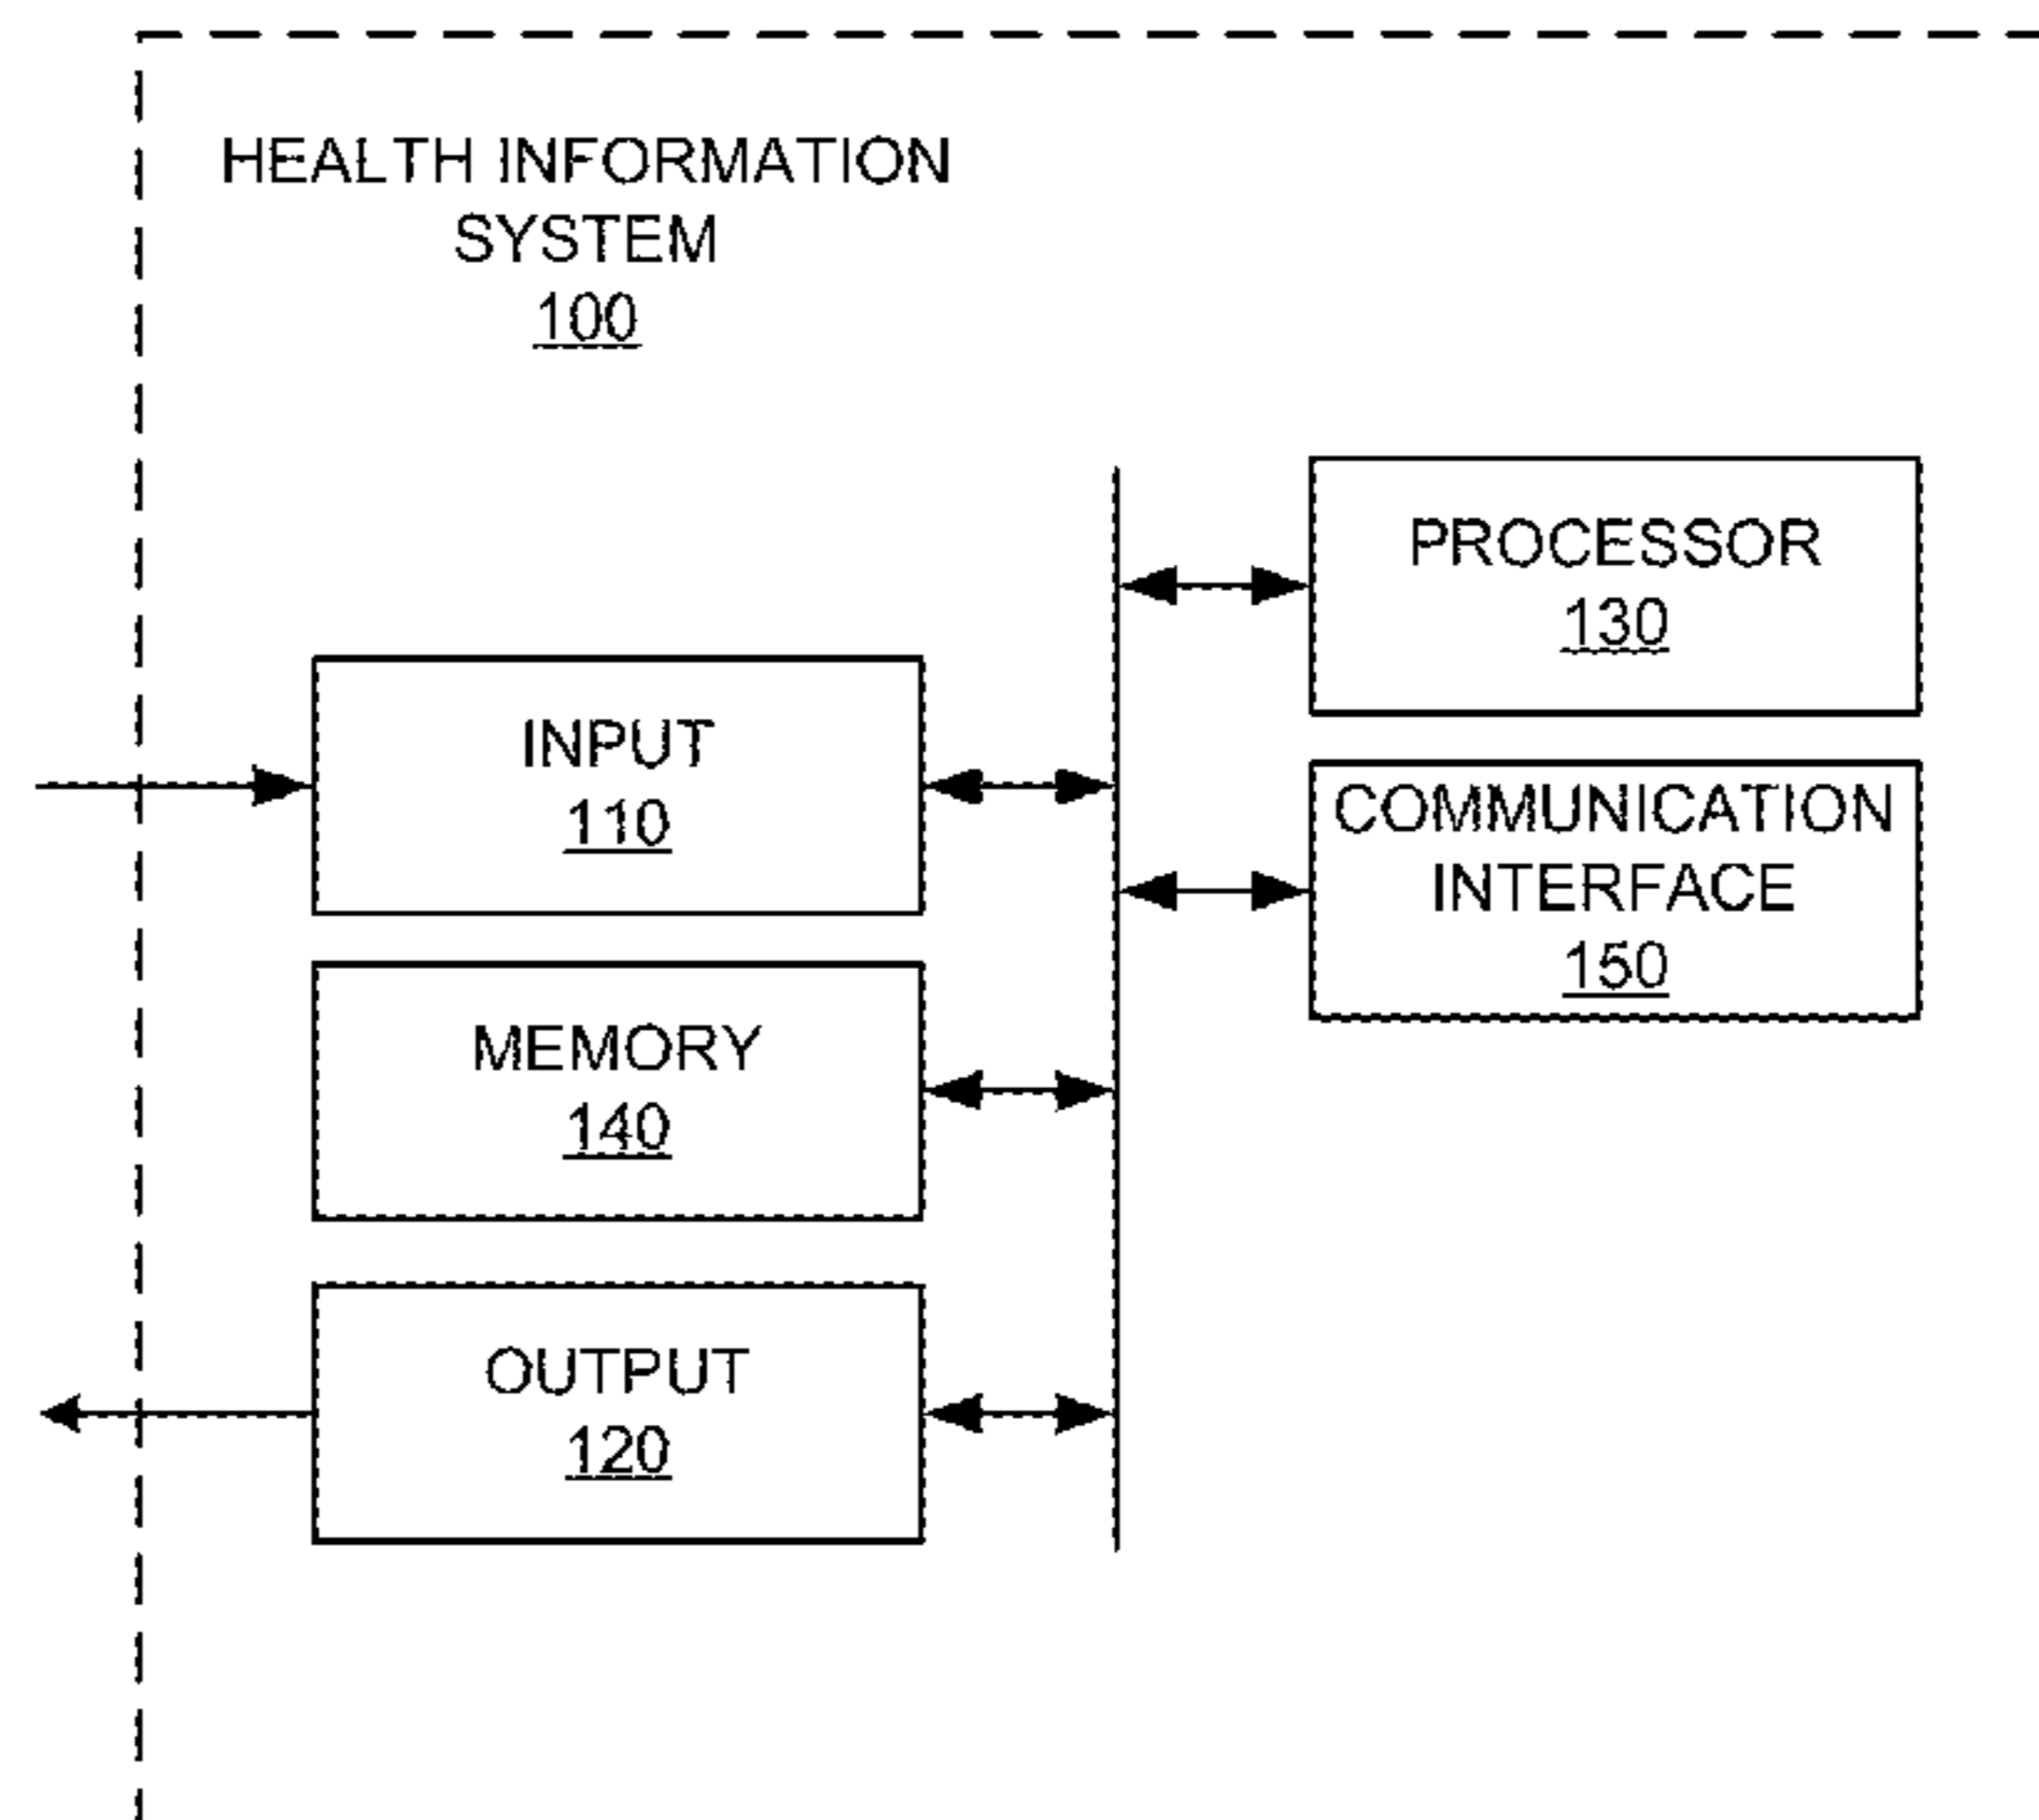 HEALTH INFORMATION
SYSTEM
100
PROCESSOR
130
INPUT
110
COMMUNICATION
INTERFACE
150
MEMORY
140
OUTPUT
120